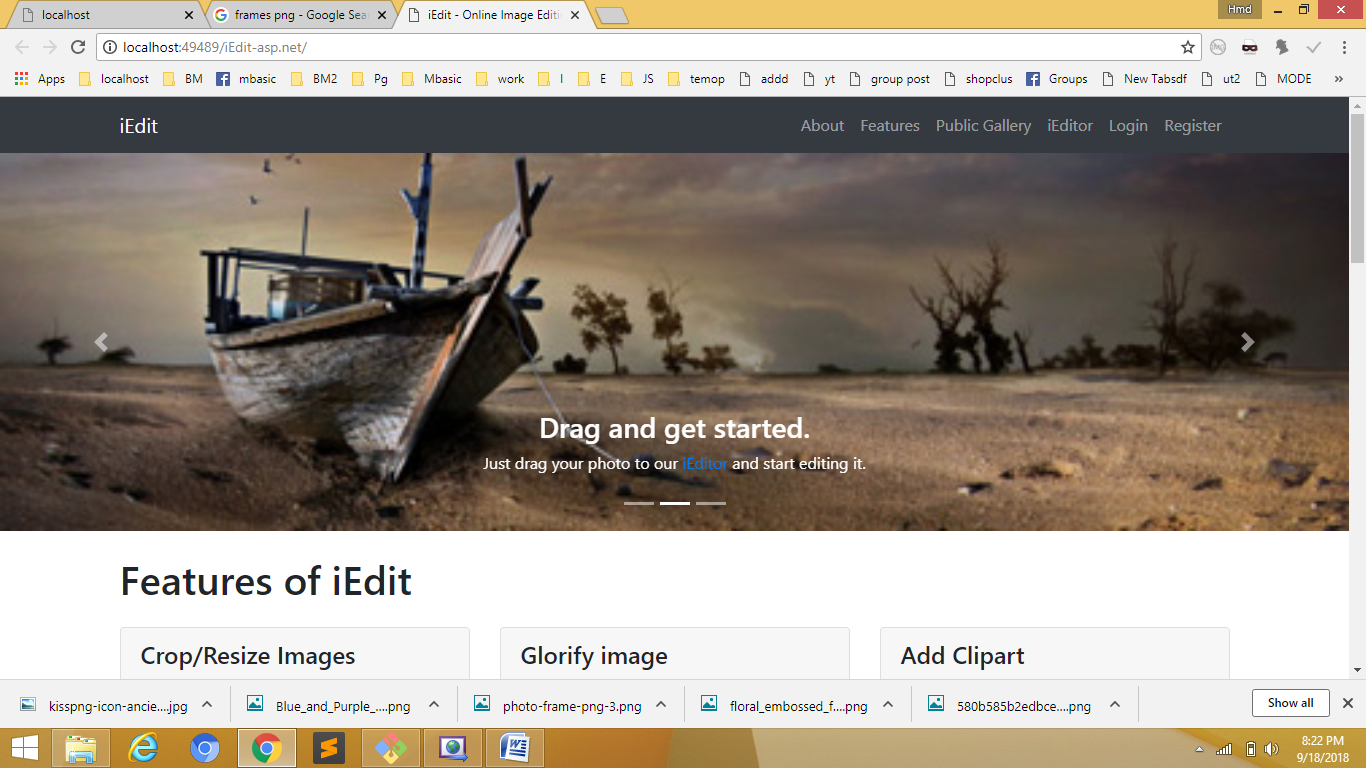 localhost
frames png - Google Sea
iEdit - Online Image Editi
Hmd
localhost:49489/iEdit-asp.net/
Apps localhost BM mbasic BM2 Pg Mbasic work I E JS temop addd yt group post shopclus Groups New Tabsdf ut2 MODE »
iEdit About Features Public Gallery iEditor Login Register
Drag and get started.
Just drag your photo to our iEditor and start editing it.
Features of iEdit
Crop/Resize Images Glorify image Add Clipart
kisspng-icon-ancie....jpg Blue_and_Purple_....png photo-frame-png-3.png floral_embossed_f....png 580b585b2edbce....png Show all
8:22 PM
9/18/2018